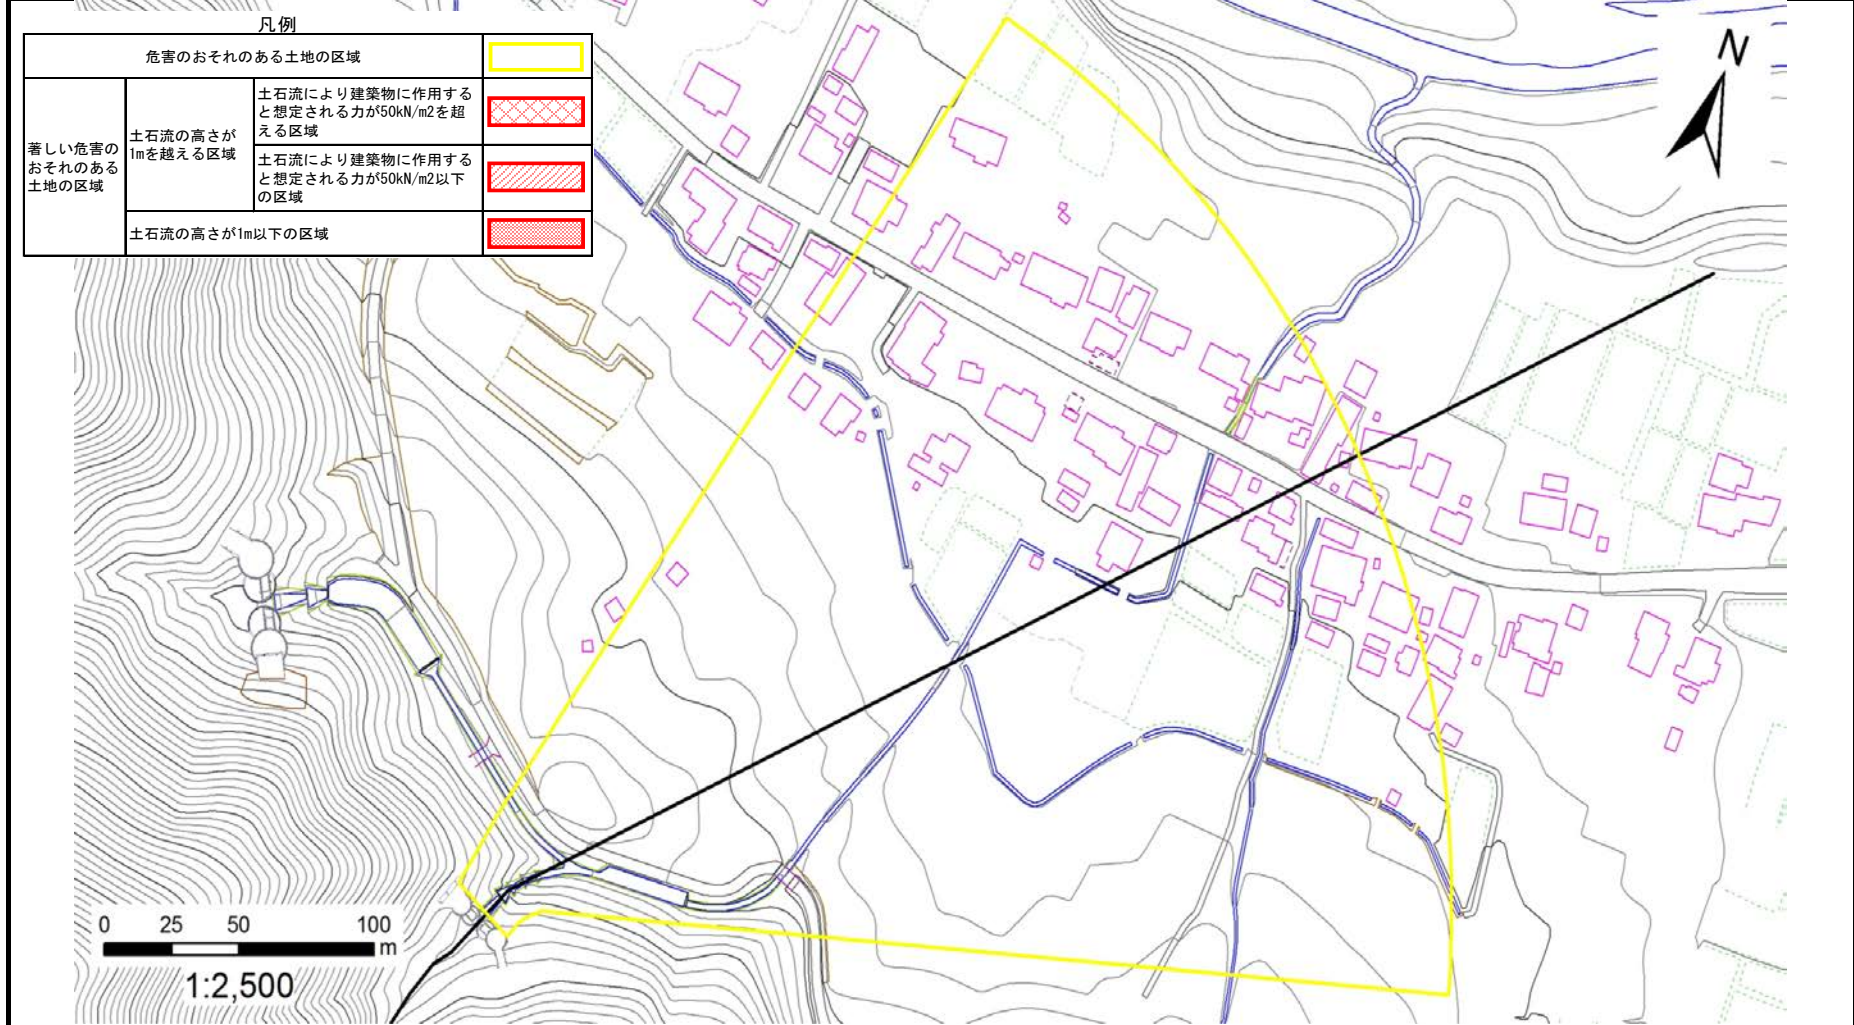 凡例
危害のおそれのある土地の区域
著しい危害の
おそれのある
土地の区域
土石流の高さが
1mを越える区域
土石流により建築物に作用する
と想定される力が50kN/m2を超
える区域
土石流により建築物に作用する
と想定される力が50kN/m2以下
の区域
土石流の高さが1m以下の区域
N
0 25 50 100
m
1:2,500